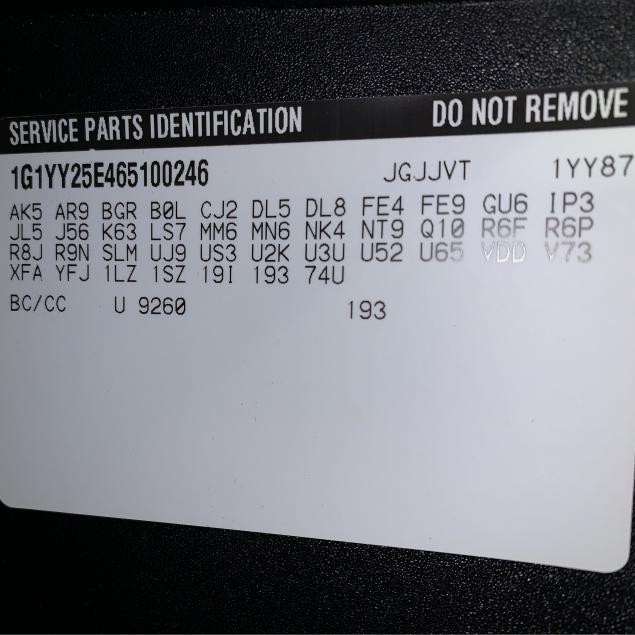 SERVICE PARTS IDENTIFICATION DO NOT REMOVE
1G1YY25E465100246 JGJJVT 1YY87
AK5 AR9 BGR B0L CJ2 DL5 DL8 FE4 FE9 GU6 IP3
JL5 J56 K63 LS7 MM6 MN6 NK4 NT9 Q10 R6F R6P
R8J R9N SLM UJ9 US3 U2K U3U U52 U65 VDD V73
XFA YFJ 1LZ 1SZ 19I 193 74U
BC/CC U 9260 193